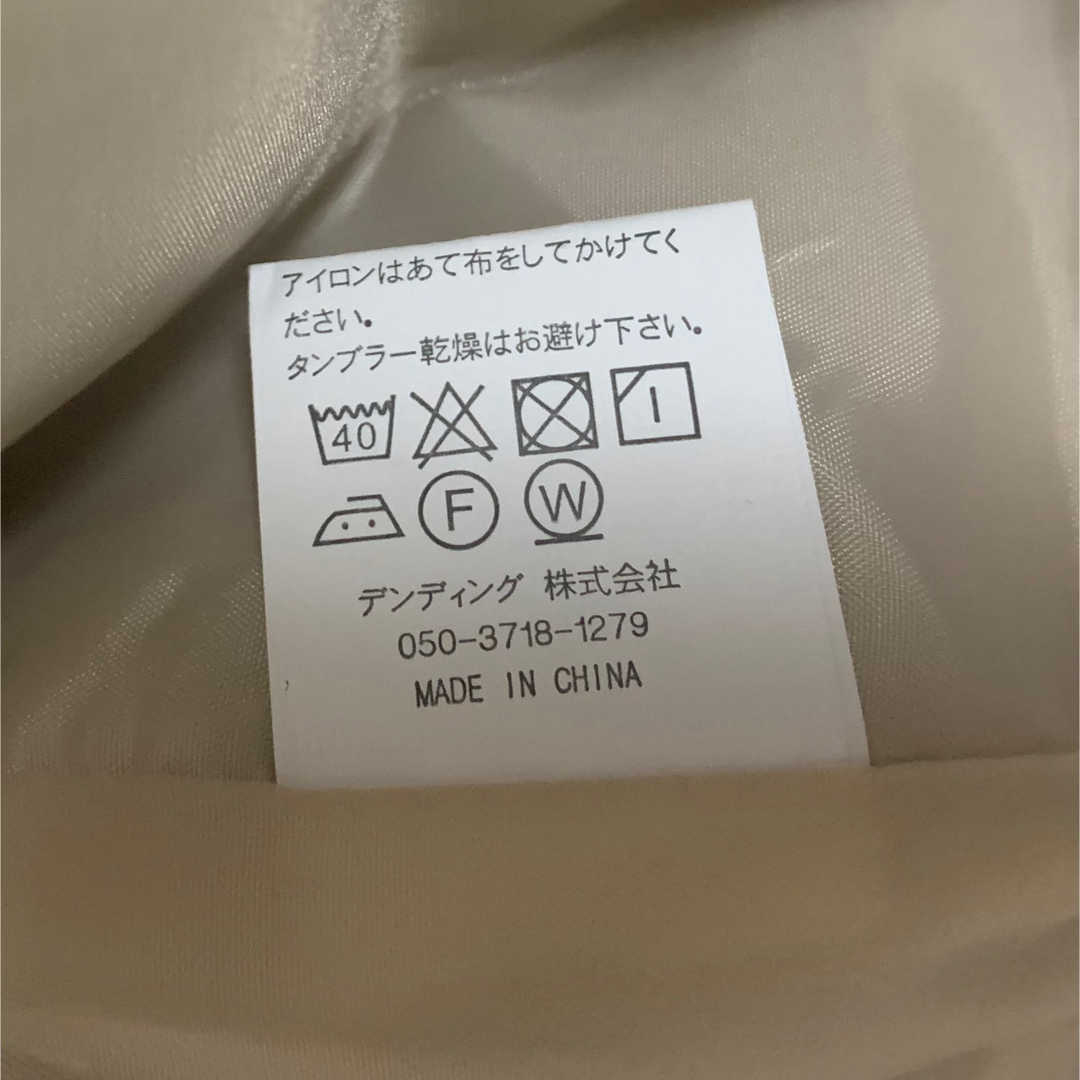 アイロンはあて布をしてかけてく
ださい。
タンブラー乾燥はお避け下さい。
40
F W
デンディング 株式会社
050-3718-1279
MADE IN CHINA